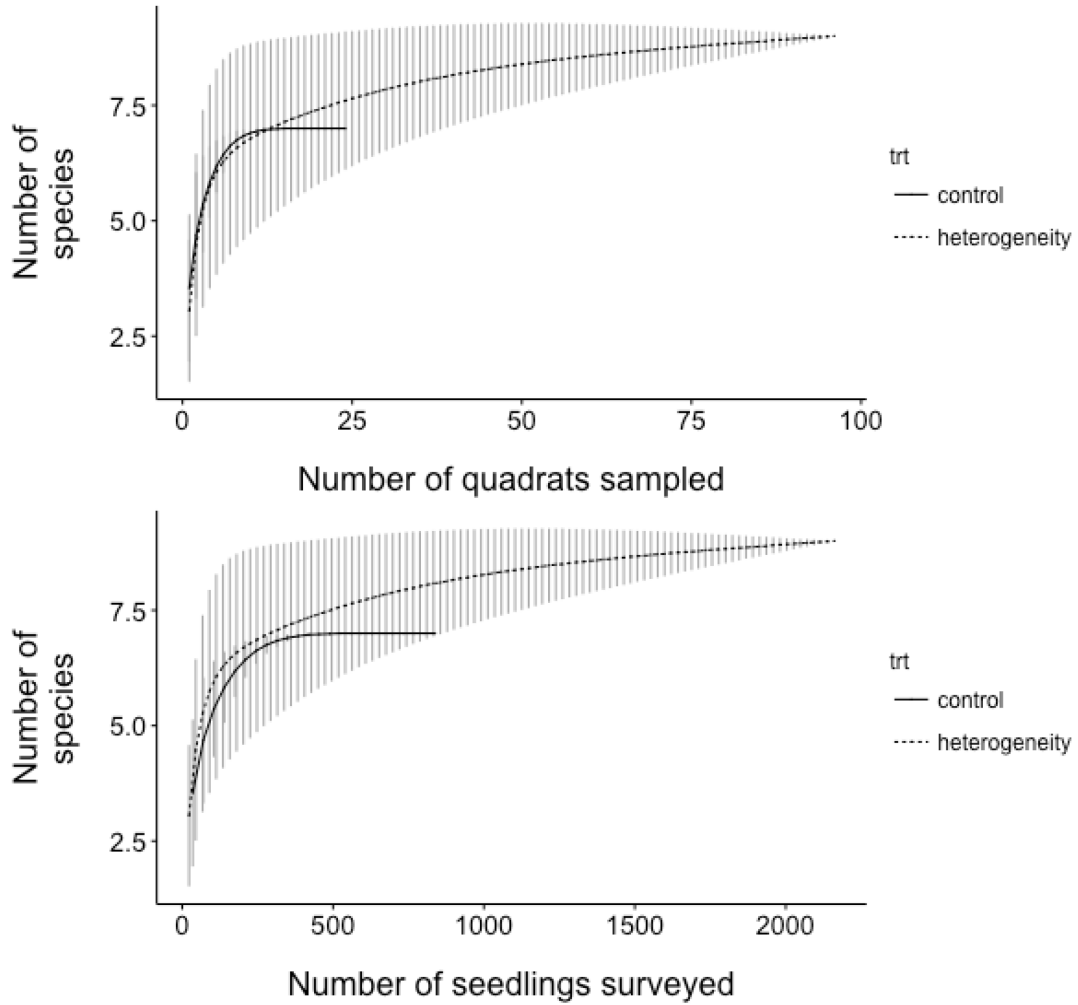 Number of
species
7.5
5.0
2.5
0 25 50 75 100
Number of quadrats sampled
trt
control
heterogeneity
Number of
species
7.5
5.0
2.5
0 500 1000 1500 2000
Number of seedlings surveyed
trt
control
heterogeneity